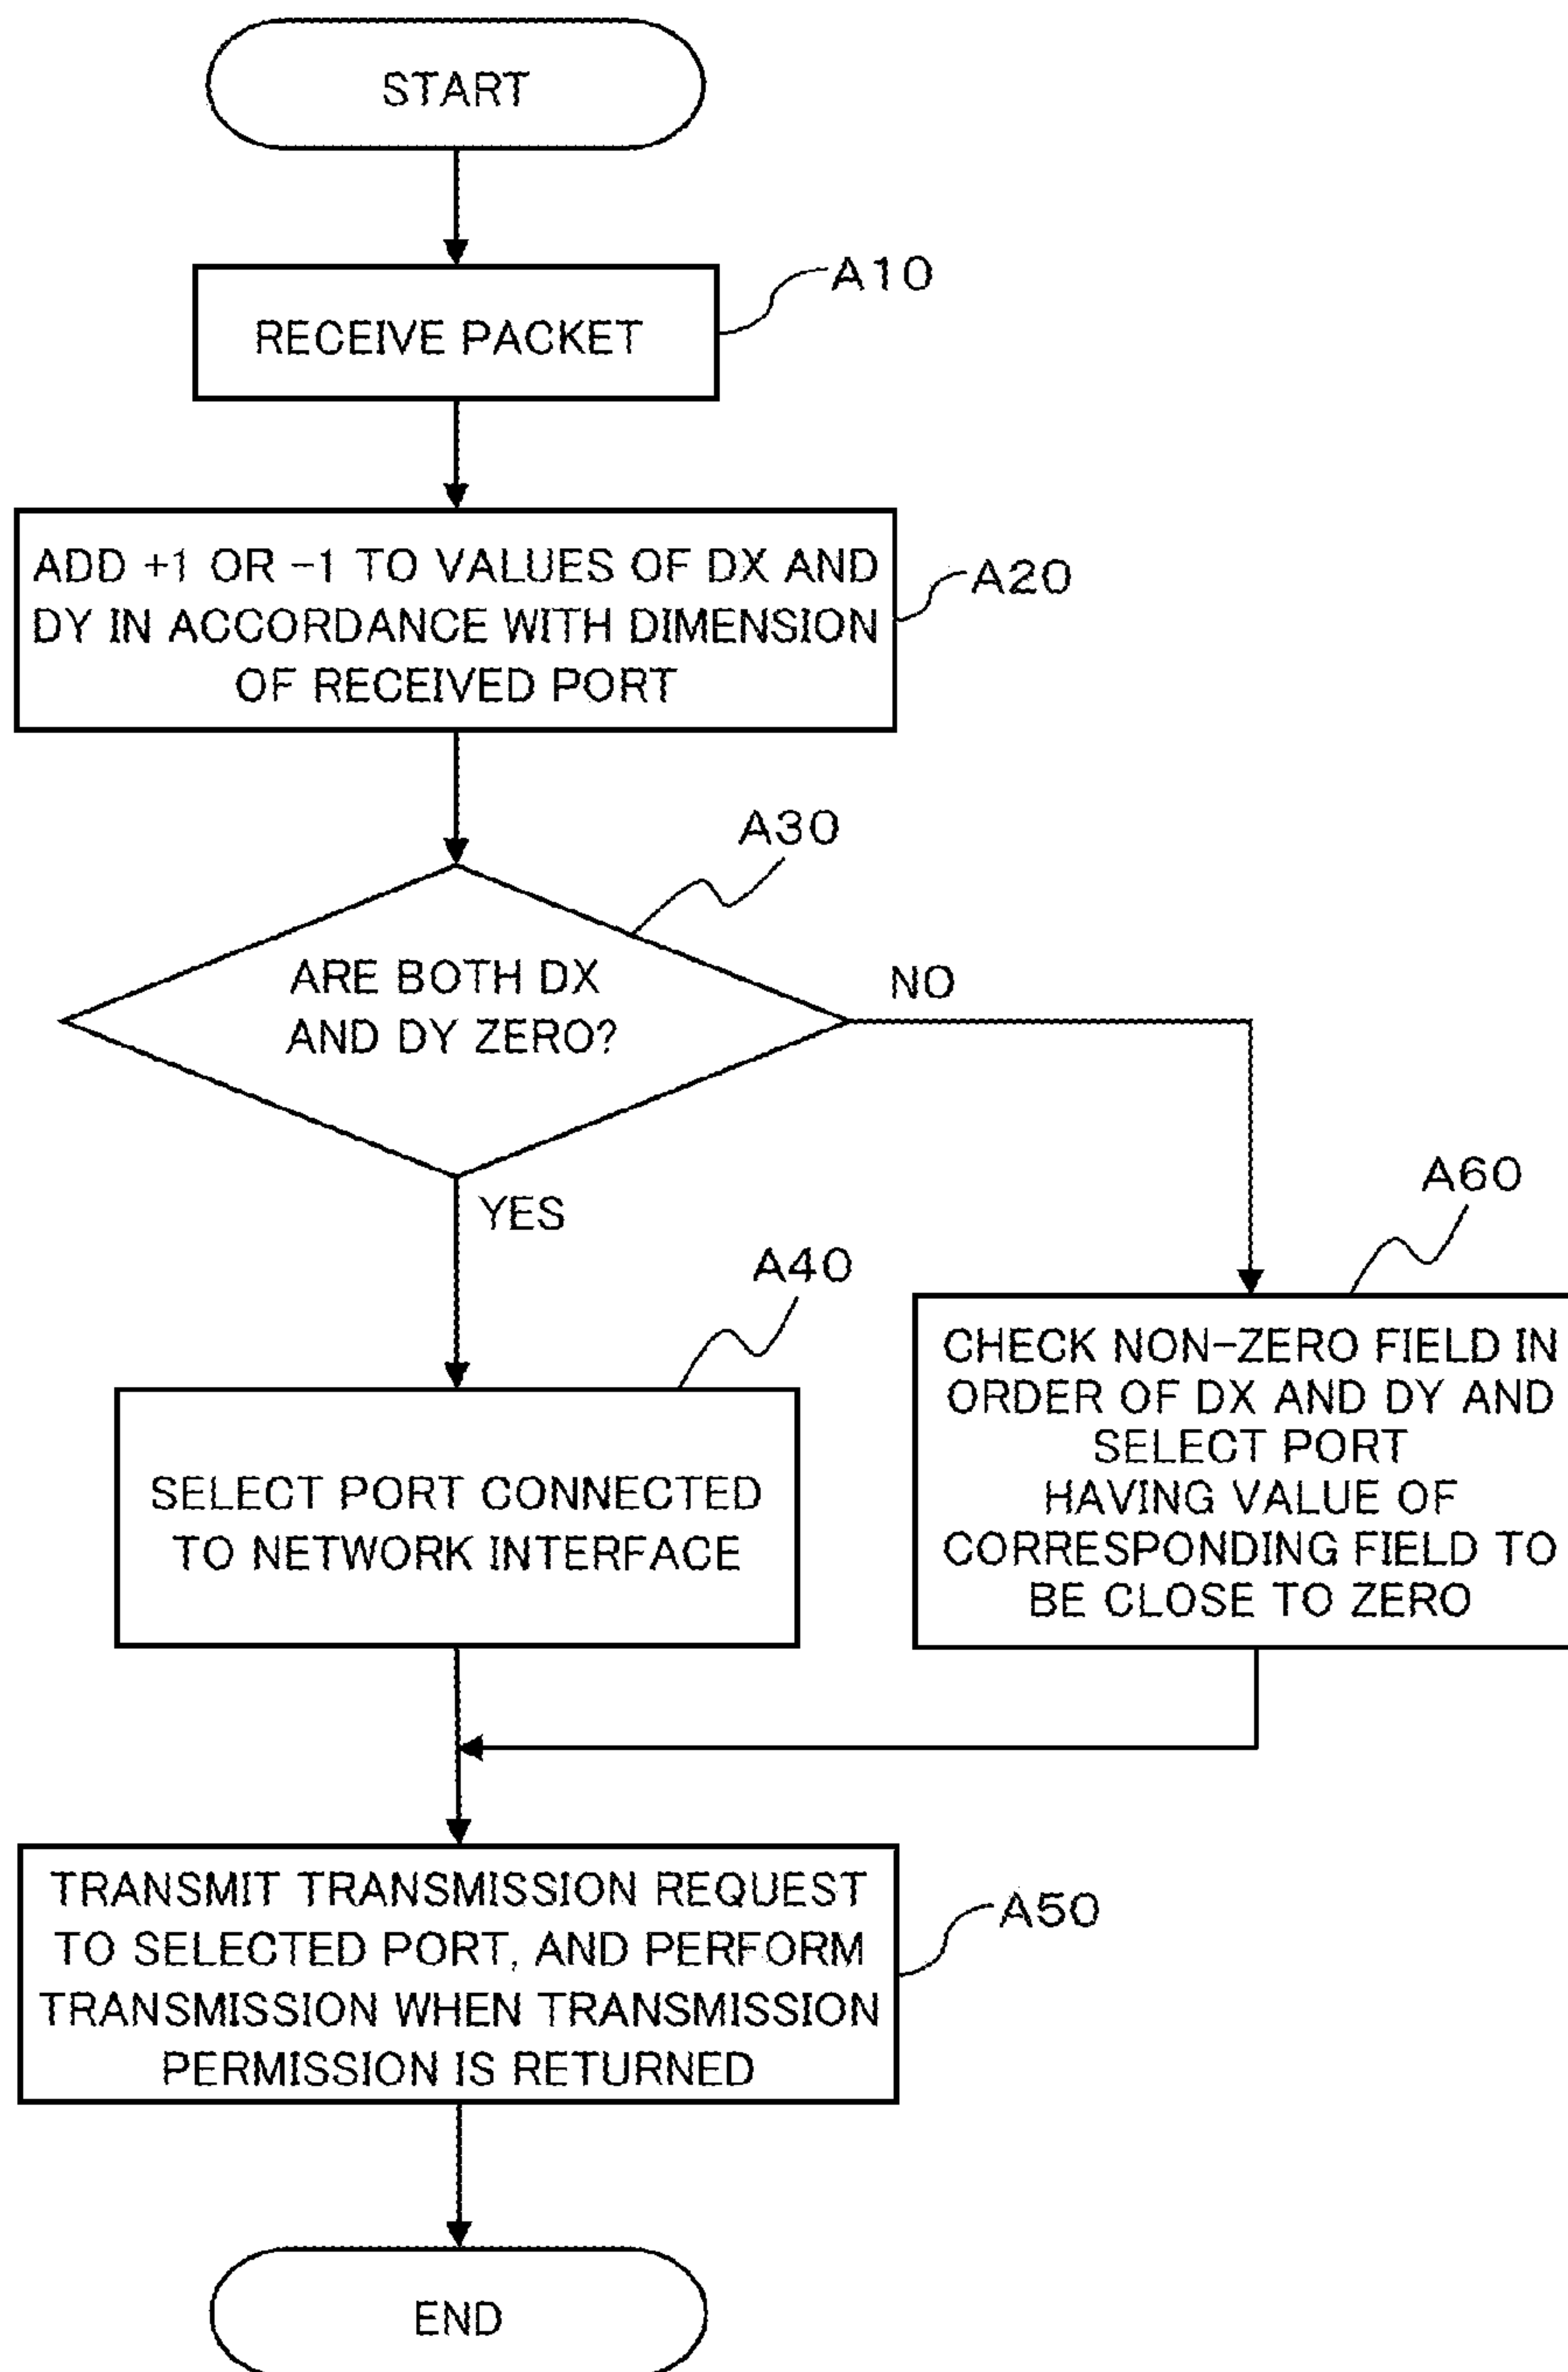 START
A10
RECEIVE PACKET
ADD +1 OR −1 TO VALUES OF DX AND
DY IN ACCORDANCE WITH DIMENSION
OF RECEIVED PORT
A20
A30
ARE BOTH DX
AND DY ZERO?
NO
YES
A60
A40
CHECK NON−ZERO FIELD IN
ORDER OF DX AND DY AND
SELECT PORT
HAVING VALUE OF
CORRESPONDING FIELD TO
BE CLOSE TO ZERO
SELECT PORT CONNECTED
TO NETWORK INTERFACE
TRANSMIT TRANSMISSION REQUEST
TO SELECTED PORT, AND PERFORM
TRANSMISSION WHEN TRANSMISSION
PERMISSION IS RETURNED
A50
END